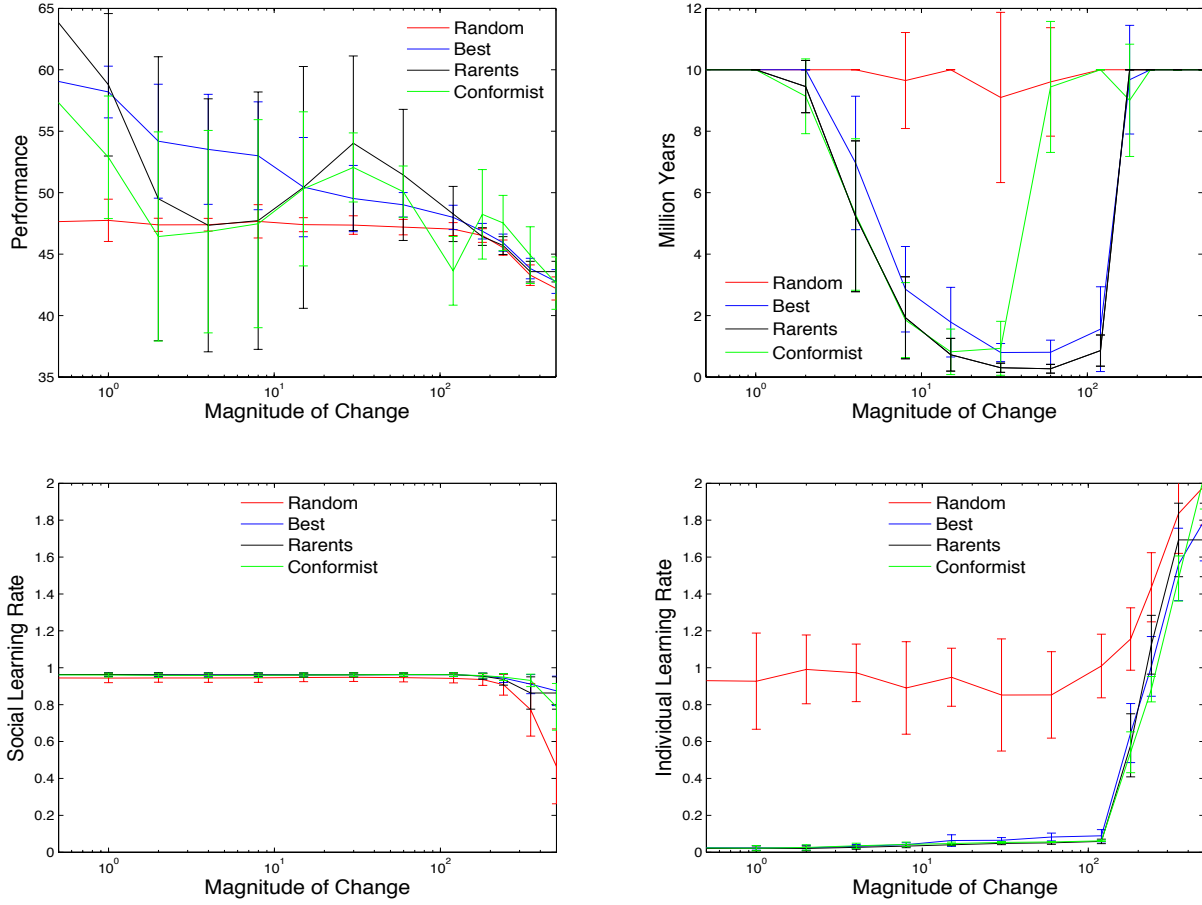 65
60
55
50
45
40
35
Performance
Random
Best
Rarents
Conformist
10^0
10^1
10^2
Magnitude of Change
12
10
8
6
4
2
0
Million Years
Random
Best
Rarents
Conformist
10^0
10^1
10^2
Magnitude of Change
2
1.8
1.6
1.4
1.2
1
0.8
0.6
0.4
0.2
0
Social Learning Rate
Random
Best
Rarents
Conformist
10^0
10^1
10^2
Magnitude of Change
2
1.8
1.6
1.4
1.2
1
0.8
0.6
0.4
0.2
0
Individual Learning Rate
Random
Best
Rarents
Conformist
10^0
10^1
10^2
Magnitude of Change